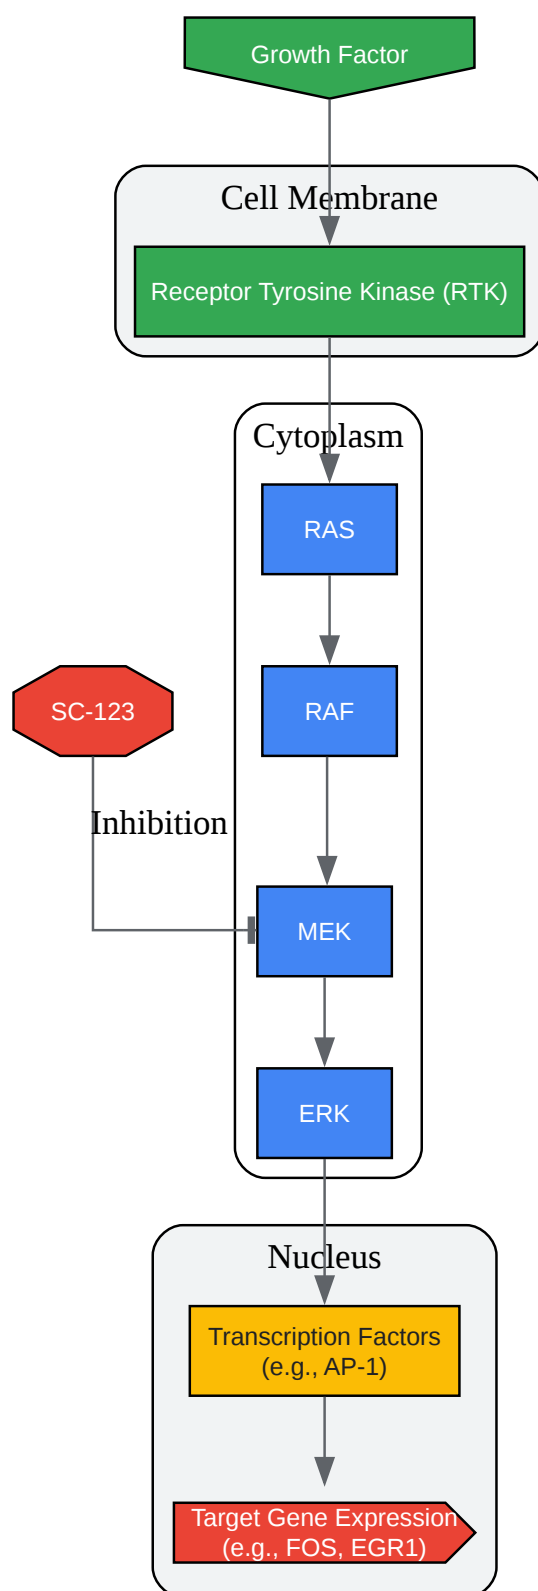 Growth Factor
Cell Membrane
Receptor Tyrosine Kinase (RTK)
Cytoplasm
RAS
SC-123
RAF
Inhibition
MEK
ERK
Nucleus
Transcription Factors
(e.g., AP-1)
Target Gene Expression
(e.g., FOS, EGR1)